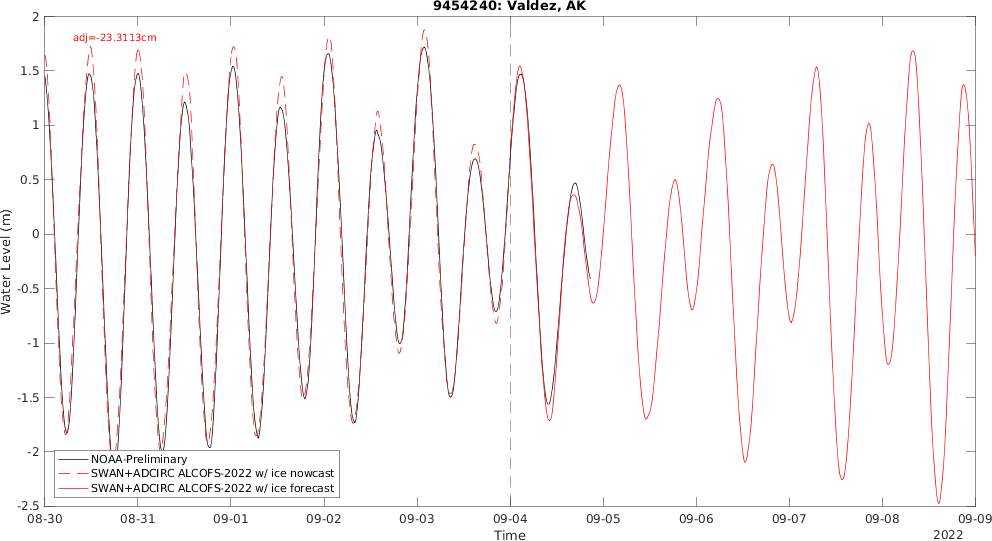 9454240: Valdez, AK
adj=-23.3113cm
2
1.5
1
0.5
0
-0.5
-1
-1.5
-2
-2.5
Water Level (m)
NOAA-Preliminary
SWAN+ADCIRC ALCOFS-2022 w/ ice nowcast
SWAN+ADCIRC ALCOFS-2022 w/ ice forecast
08-30 08-31 09-01 09-02 09-03 09-04 09-05 09-06 09-07 09-08 09-09
Time
2022